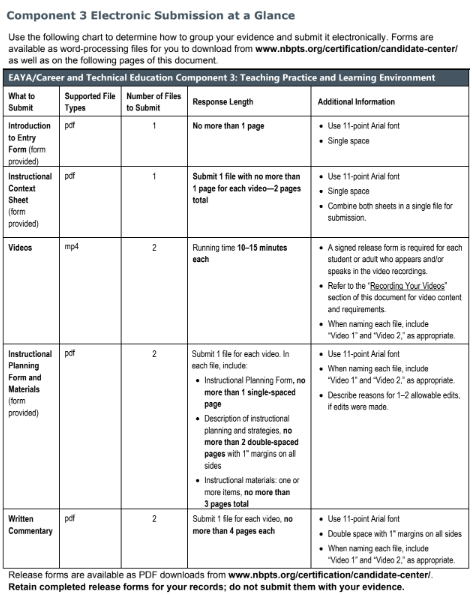 Component 3 Electronic Submission at a Glance
Use the following chart to determine how to group your evidence and submit it electronically. Forms are
available as word-processing files for you to download from www.nbpts.org/certification/candidate-center/
as well as on the following pages of this document.
EAYA/Career and Technical Education Component 3: Teaching Practice and Learning Environment
What to Submit
Supported File Types
Number of Files to Submit
Response Length
Additional Information
Introduction
to Entry
Form (form
provided)
pdf
1
No more than 1 page
• Use 11-point Arial font
• Single space
Instructional
Context
Sheet
(form
provided)
pdf
1
Submit 1 file with no more than
1 page for each video—2 pages
total
• Use 11-point Arial font
• Single space
• Combine both sheets in a single file for
submission.
Videos
mp4
2
Running time 10–15 minutes
each
• A signed release form is required for each
student or adult who appears and/or
speaks in the video recordings.
• Refer to the "Recording Your Videos"
section of this document for video content
and requirements.
• When naming each file, include
"Video 1" and "Video 2," as appropriate.
Instructional
Planning
Form and
Materials
(form
provided)
pdf
2
Submit 1 file for each video. In
each file, include:
• Instructional Planning Form, no
more than 1 single-spaced
page
• Description of instructional
planning and strategies, no
more than 2 double-spaced
pages with 1" margins on all
sides
• Instructional materials: one or
more items, no more than
3 pages total
• Use 11-point Arial font
• When naming each file, include
"Video 1" and "Video 2," as appropriate.
• Describe reasons for 1–2 allowable edits,
if edits were made.
Written
Commentary
pdf
2
Submit 1 file for each video, no
more than 4 pages each
• Use 11-point Arial font
• Double space with 1" margins on all sides
• When naming each file, include
"Video 1" and "Video 2," as appropriate.
Release forms are available as PDF downloads from www.nbpts.org/certification/candidate-center/.
Retain completed release forms for your records; do not submit them with your evidence.